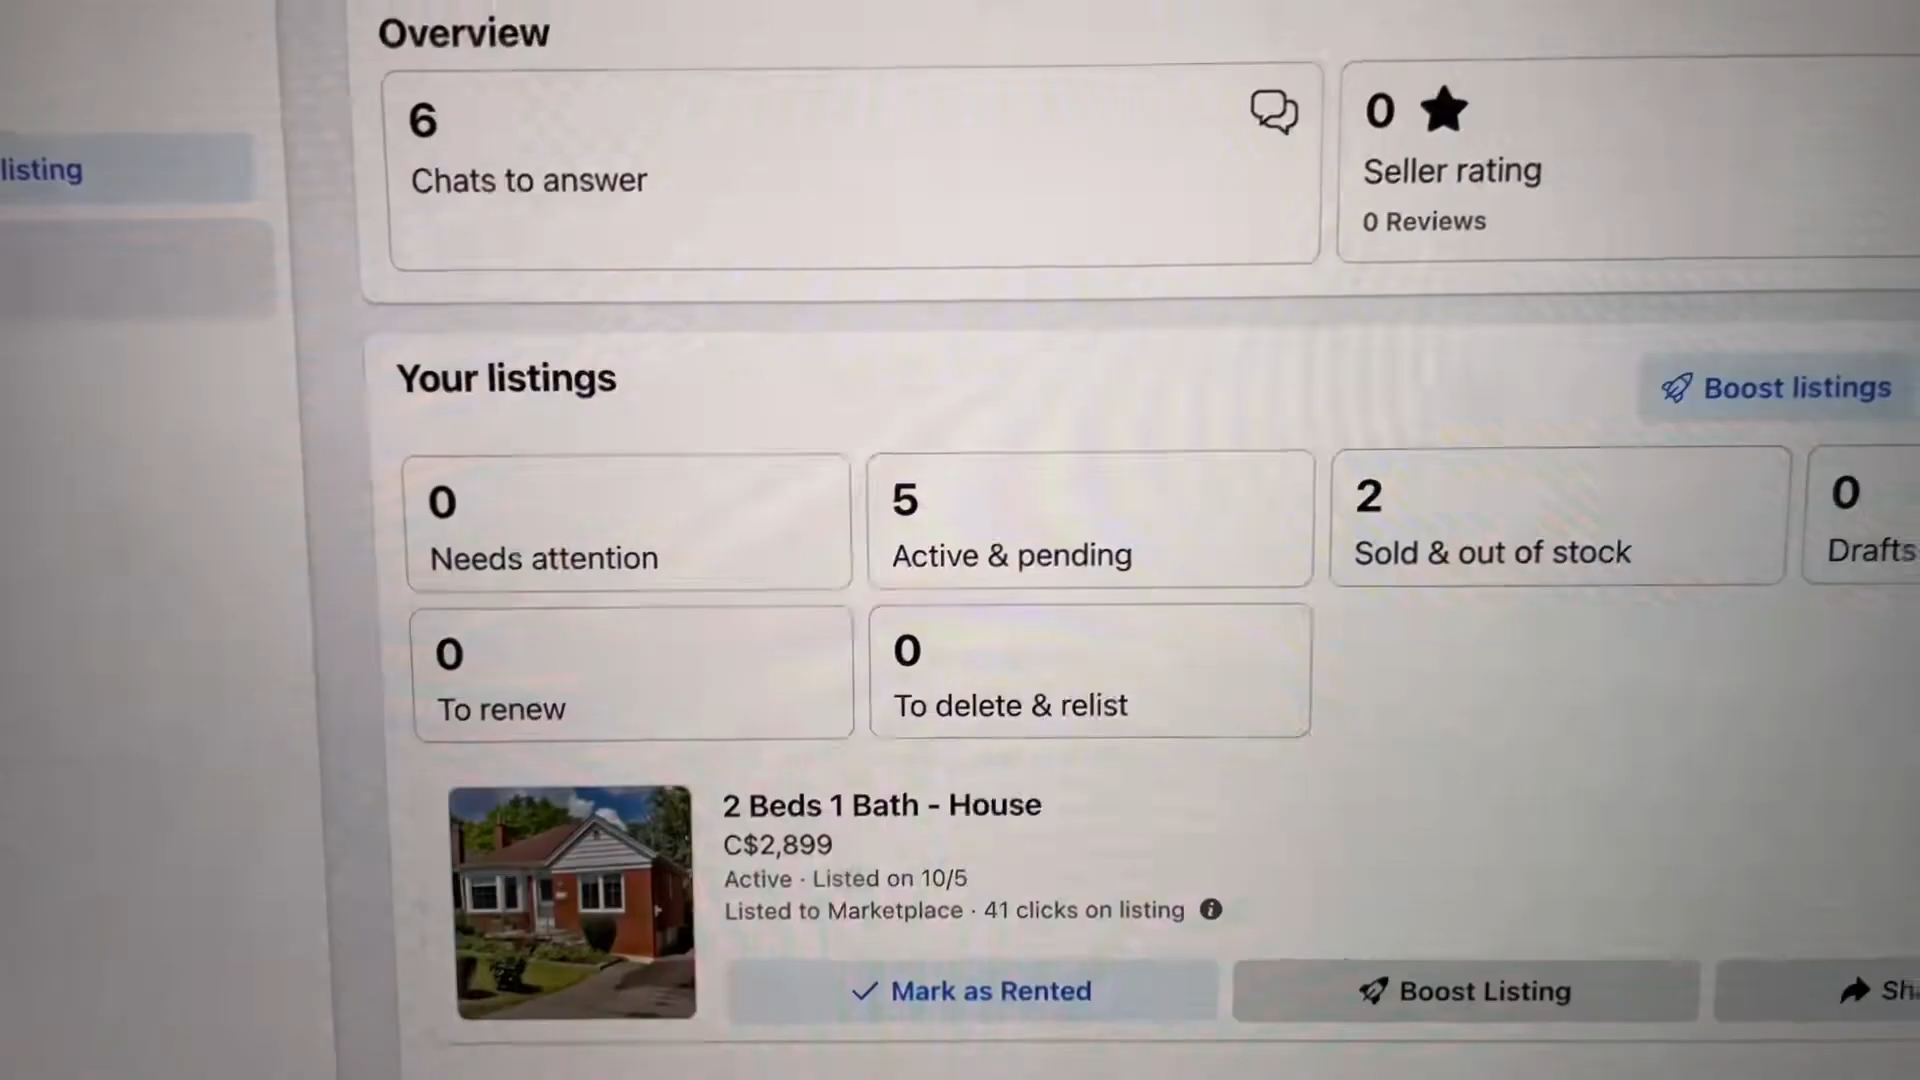 Overview
6
Chats to answer
0
Seller rating
0 Reviews
listing
Your listings
Boost listings
0
Needs attention
5
Active & pending
2
Sold & out of stock
0
Drafts
0
To renew
0
To delete & relist
2 Beds 1 Bath - House
C$2,899
Active · Listed on 10/5
Listed to Marketplace · 41 clicks on listing
Mark as Rented
Boost Listing